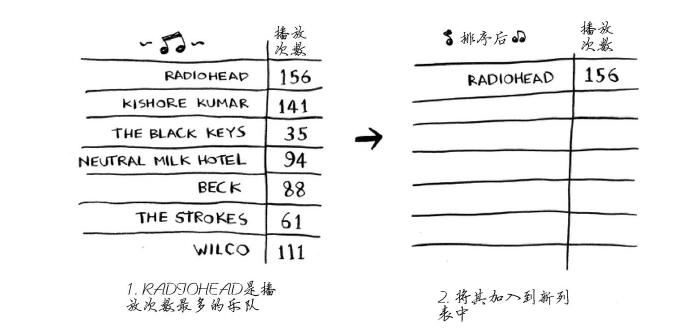 ~♫~ 播放次数
RADIOHEAD 156
KISHORE KUMAR 141
THE BLACK KEYS 35
NEUTRAL MILK HOTEL 94
BECK 88
THE STROKES 61
WILCO 111
1. RADIOHEAD是播
放次数最多的乐队
排序后 播放次数
RADIOHEAD 156
2. 将其加入到新列
表中